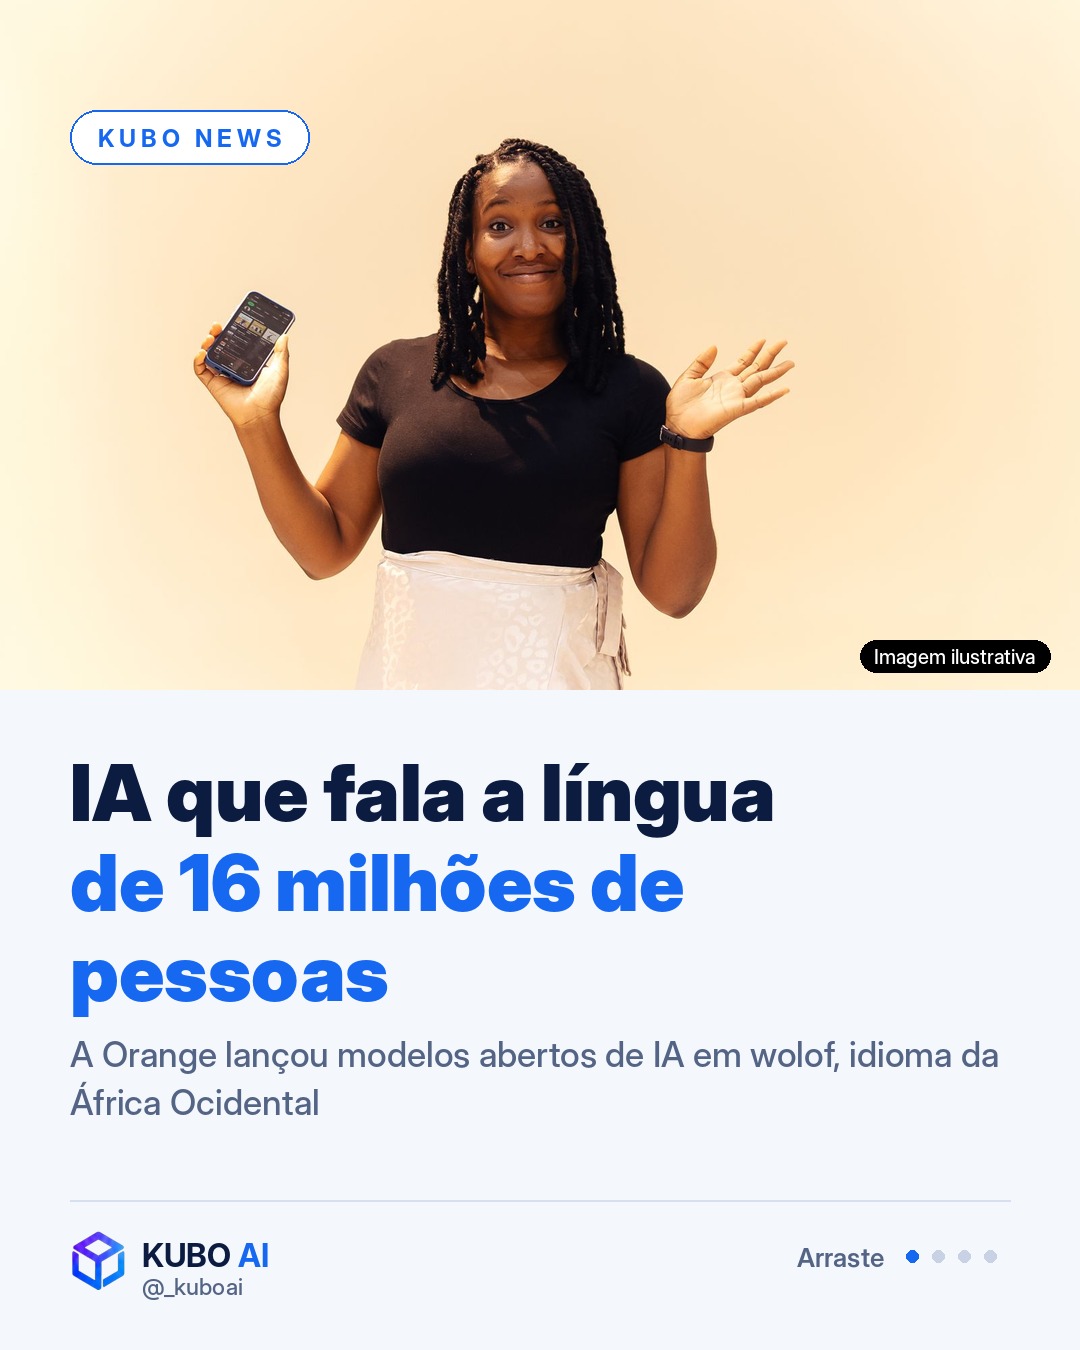 KUBO NEWS
Imagem ilustrativa
IA que fala a língua
de 16 milhões de
pessoas
A Orange lançou modelos abertos de IA em wolof, idioma da
África Ocidental
KUBO AI
@_kuboai
Arraste